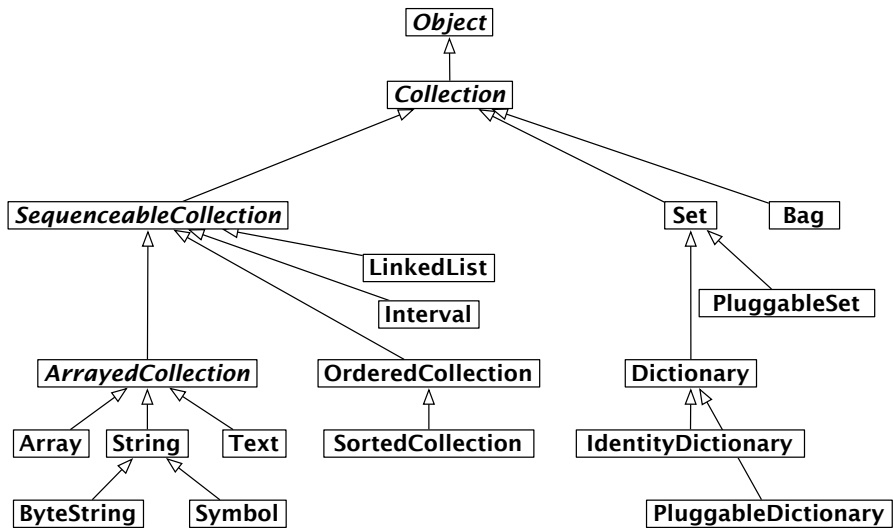 Object
Collection
SequenceableCollection
Set
Bag
LinkedList
PluggableSet
Interval
ArrayedCollection
OrderedCollection
Dictionary
Array
String
Text
SortedCollection
IdentityDictionary
ByteString
Symbol
PluggableDictionary